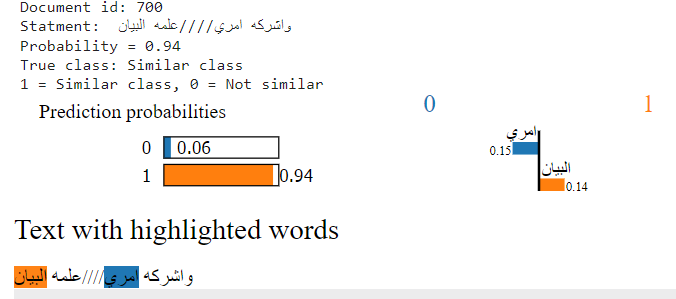 Document id: 700
Statment: واشركه امري////علمه البيان
Probability = 0.94
True class: Similar class
1 = Similar class, 0 = Not similar
Prediction probabilities
0 0.06
1 0.94
0 1
امري
0.15
البيان
0.14
Text with highlighted words
واشركه امري////علمه البيان